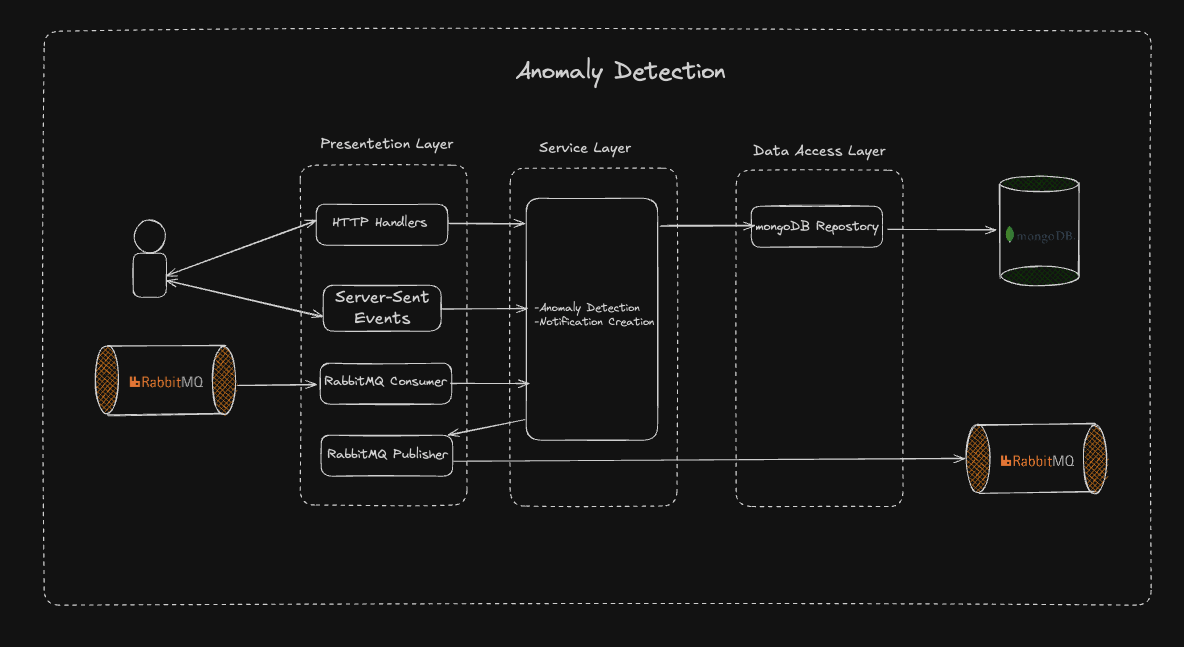 Anomaly Detection
Presentetion Layer
Service Layer
Data Access Layer
HTTP Handlers
mongoDB Repostory
mongoDB
Server-Sent
Events
-Anomaly Detection
-Notification Creation
RabbitMQ
RabbitMQ Consumer
RabbitMQ Publisher
RabbitMQ